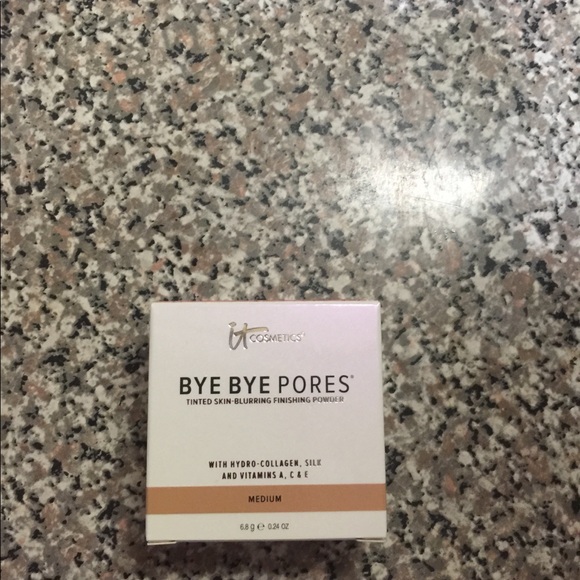 it COSMETICS®
BYE BYE PORES®
TINTED SKIN-BLURRING FINISHING POWDER
WITH HYDRO-COLLAGEN, SILK
AND VITAMINS A, C & E
MEDIUM
6.8 g ℮ 0.24 OZ